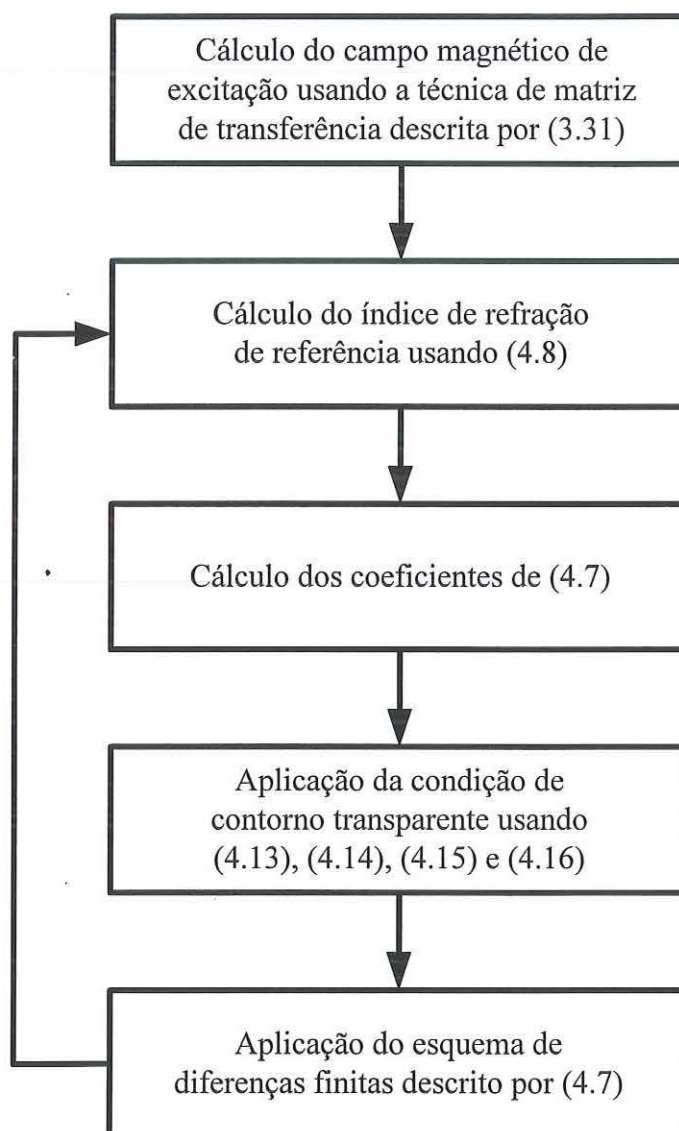 Cálculo do campo magnético de
excitação usando a técnica de matriz
de transferência descrita por (3.31)
Cálculo do índice de refração
de referência usando (4.8)
Cálculo dos coeficientes de (4.7)
Aplicação da condição de
contorno transparente usando
(4.13), (4.14), (4.15) e (4.16)
Aplicação do esquema de
diferenças finitas descrito por (4.7)